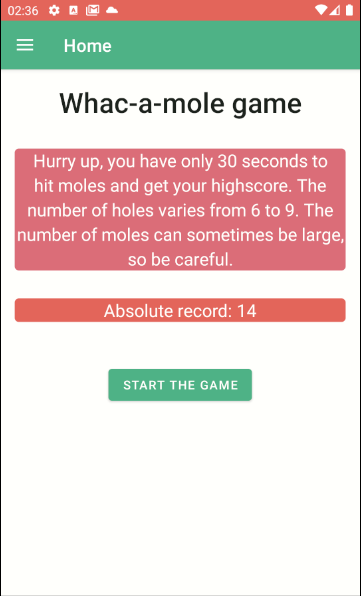 02:36
Home
Whac-a-mole game
Hurry up, you have only 30 seconds to
hit moles and get your highscore. The
number of holes varies from 6 to 9. The
number of moles can sometimes be large,
so be careful.
Absolute record: 14
START THE GAME